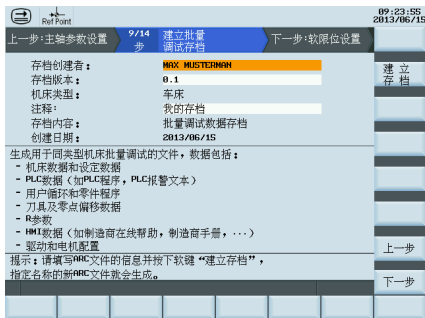 Ref Point
09:23:55
2013/06/15
上一步:主轴参数设置
9/14
步
建立批量
调试存档
下一步:软限位设置
存档创建者:
MAX MUSTERMAN
建 立
存 档
存档版本:
0.1
机床类型:
车床
注释:
我的存档
存档内容:
批量调试数据存档
创建日期:
2013/06/15
生成用于同类型机床批量调试的文件，数据包括:
- 机床数据和设定数据
- PLC数据（如PLC程序，PLC报警文本）
- 用户循环和零件程序
- 刀具及零点偏移数据
- R参数
- HMI数据（如制造商在线帮助，制造商手册，···）
- 驱动和电机配置
提示：请填写ARC文件的信息并按下软键“建立存档”，
指定名称的新ARC文件就会生成。
上一步
下一步